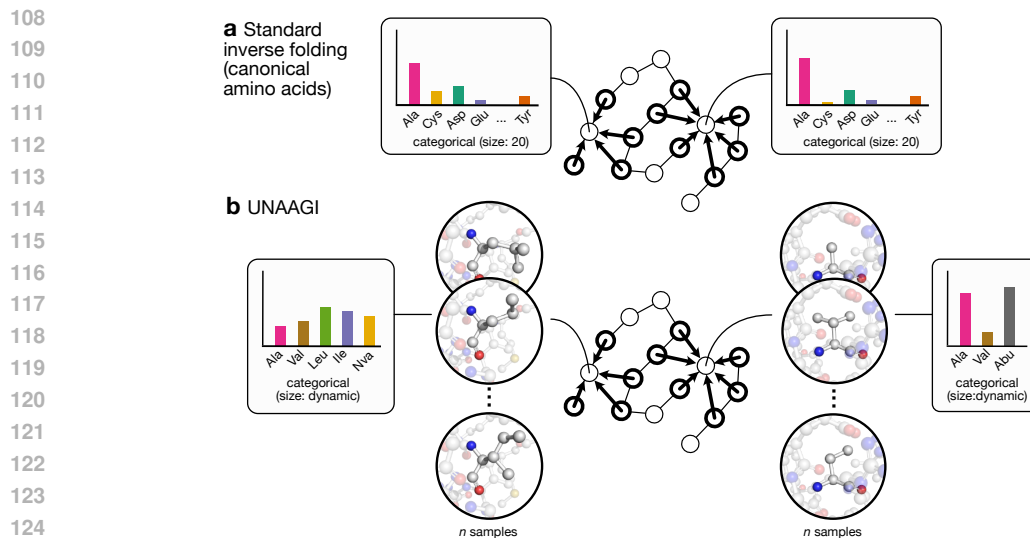 108
109
110
111
112
113
114
115
116
117
118
119
120
121
122
123
124
a Standard
inverse folding
(canonical
amino acids)
Ala Cys Asp Glu ... Tyr
categorical (size: 20)
Ala Cys Asp Glu ... Tyr
categorical (size: 20)
b UNAAGI
Ala Val Leu Ile Nva
categorical
(size: dynamic)
n samples
n samples
Ala Val Abu
categorical
(size:dynamic)